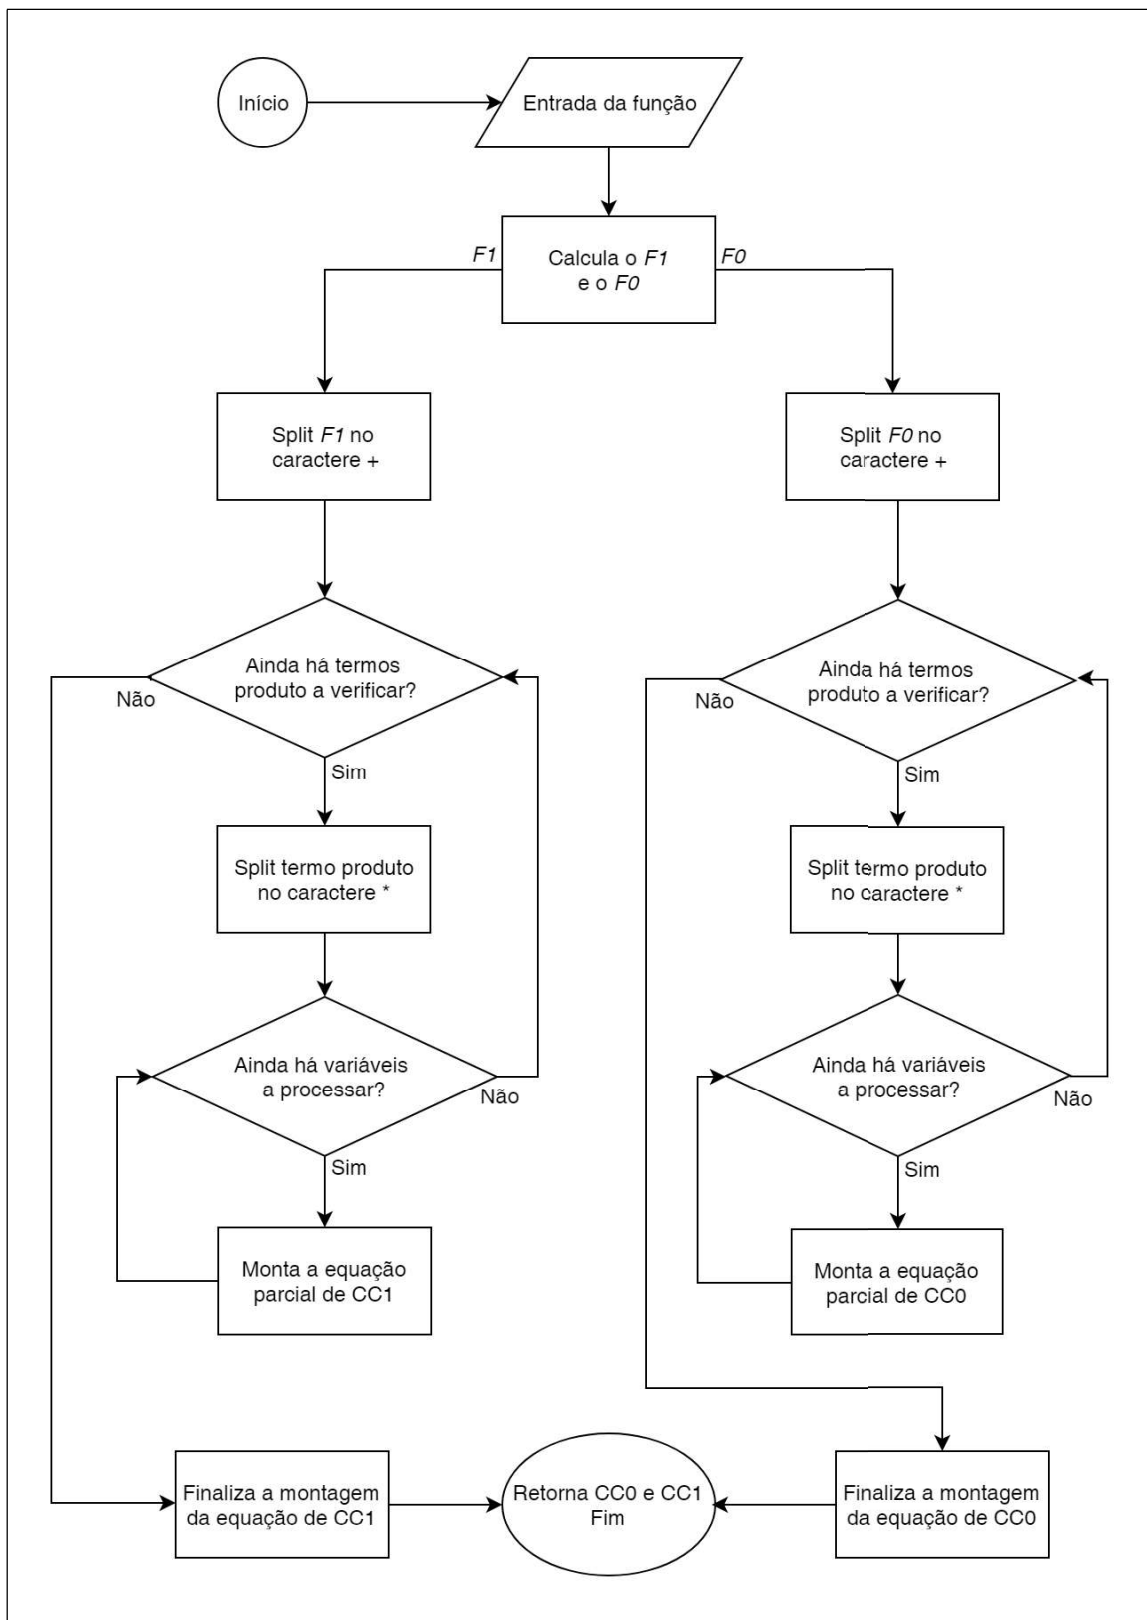 Início
Entrada da função
F1
Calcula o F1
e o F0
F0
Split F1 no
caractere +
Split F0 no
caractere +
Ainda há termos
produto a verificar?
Não
Sim
Ainda há termos
produto a verificar?
Não
Sim
Split termo produto
no caractere *
Split termo produto
no caractere *
Ainda há variáveis
a processar?
Não
Sim
Ainda há variáveis
a processar?
Não
Sim
Monta a equação
parcial de CC1
Monta a equação
parcial de CC0
Finaliza a montagem
da equação de CC1
Retorna CC0 e CC1
Fim
Finaliza a montagem
da equação de CC0